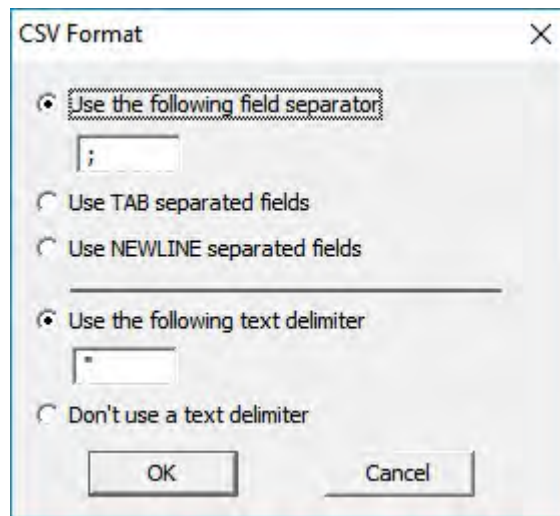 CSV Format
Use the following field separator
;
Use TAB separated fields
Use NEWLINE separated fields
Use the following text delimiter
"
Don't use a text delimiter
OK Cancel